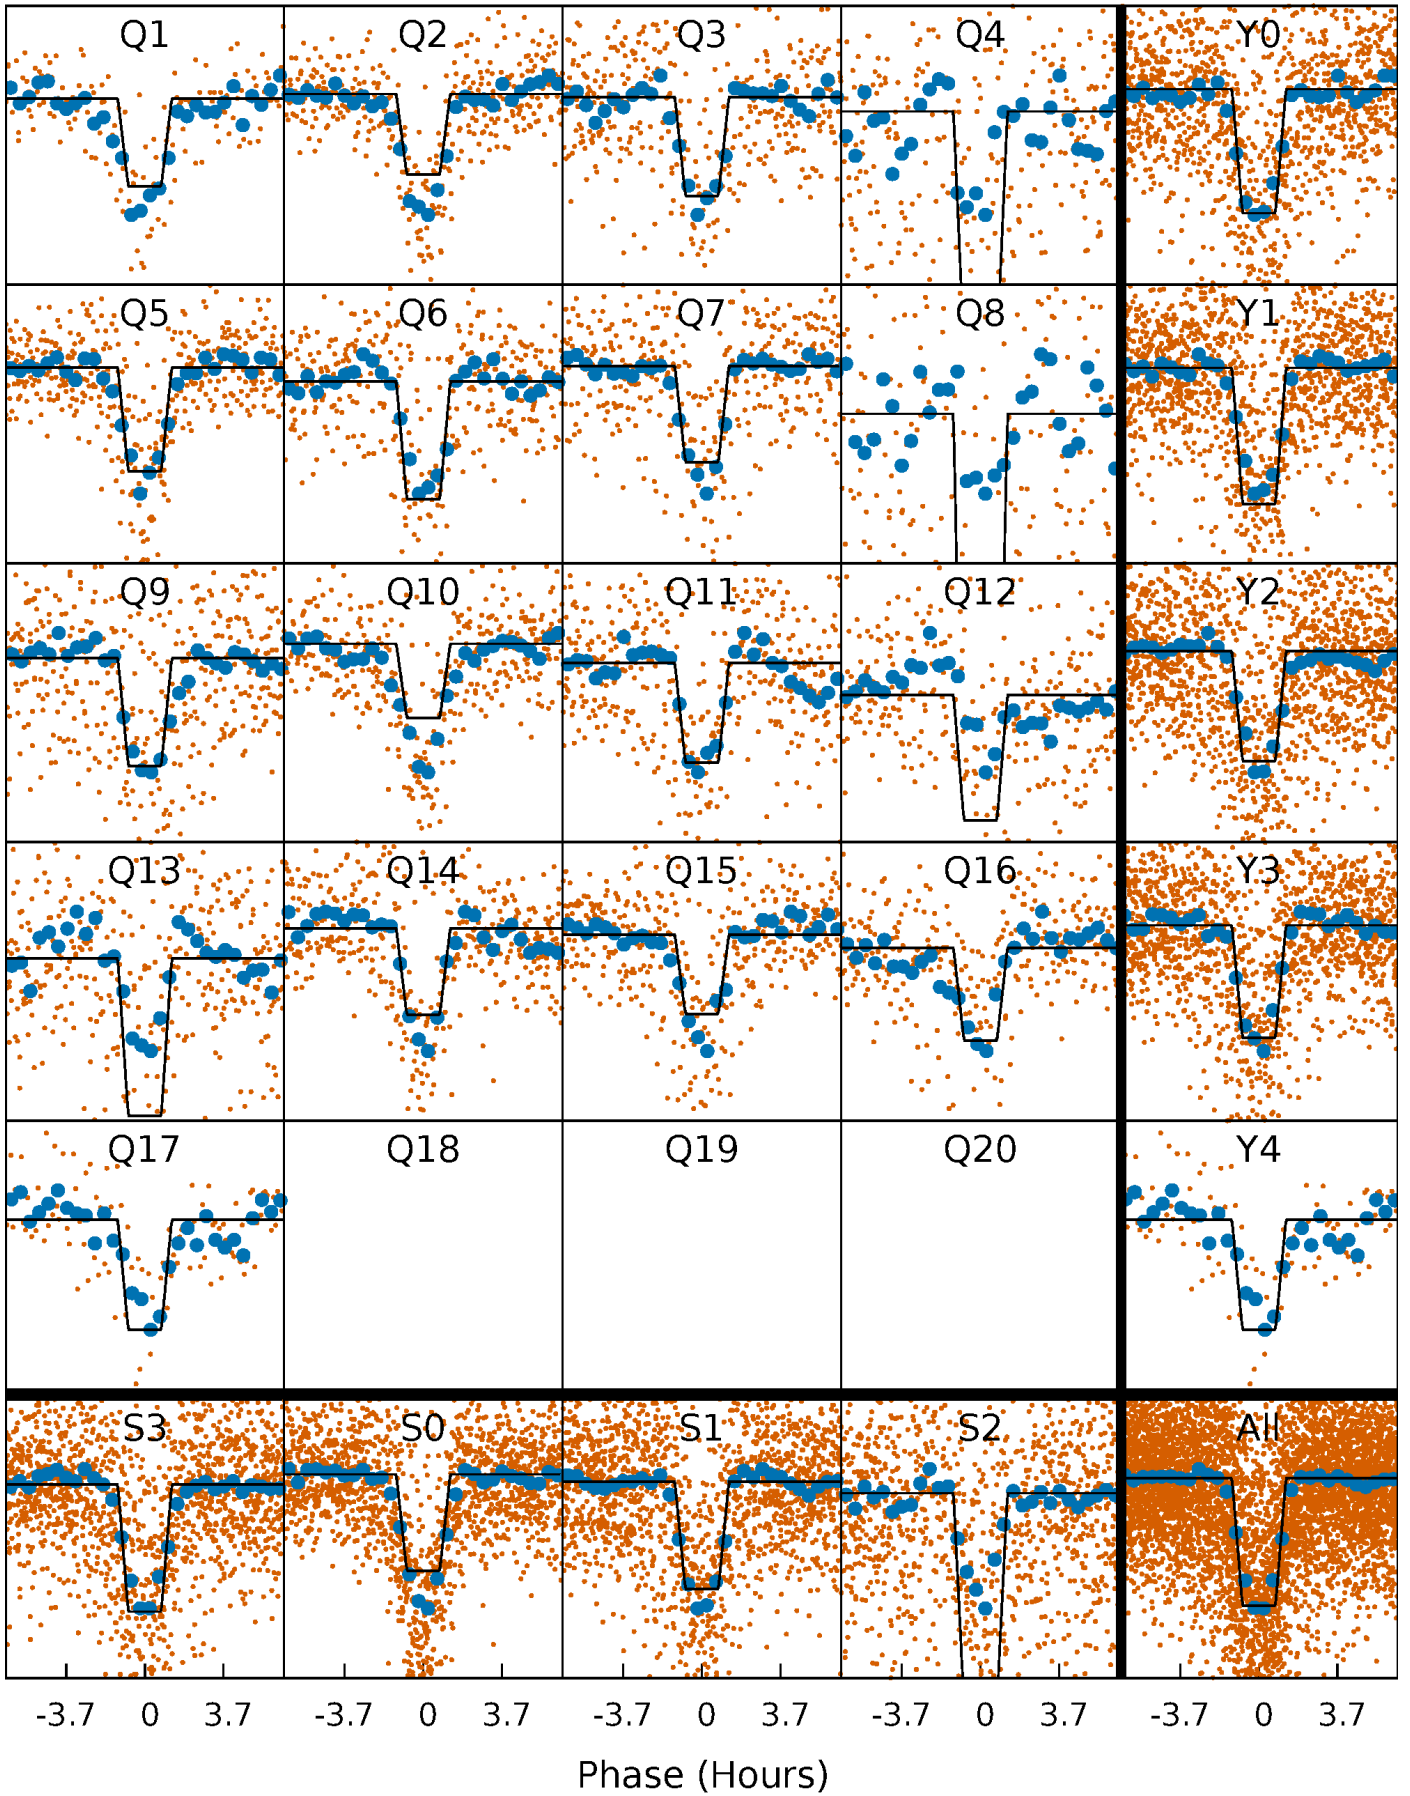 Q1 Q2 Q3 Q4 Y0
Q5 Q6 Q7 Q8 Y1
Q9 Q10 Q11 Q12 Y2
Q13 Q14 Q15 Q16 Y3
Q17 Q18 Q19 Q20 Y4
S3 S0 S1 S2 All
-3.7 0 3.7 -3.7 0 3.7 -3.7 0 3.7 -3.7 0 3.7 -3.7 0 3.7
Phase (Hours)